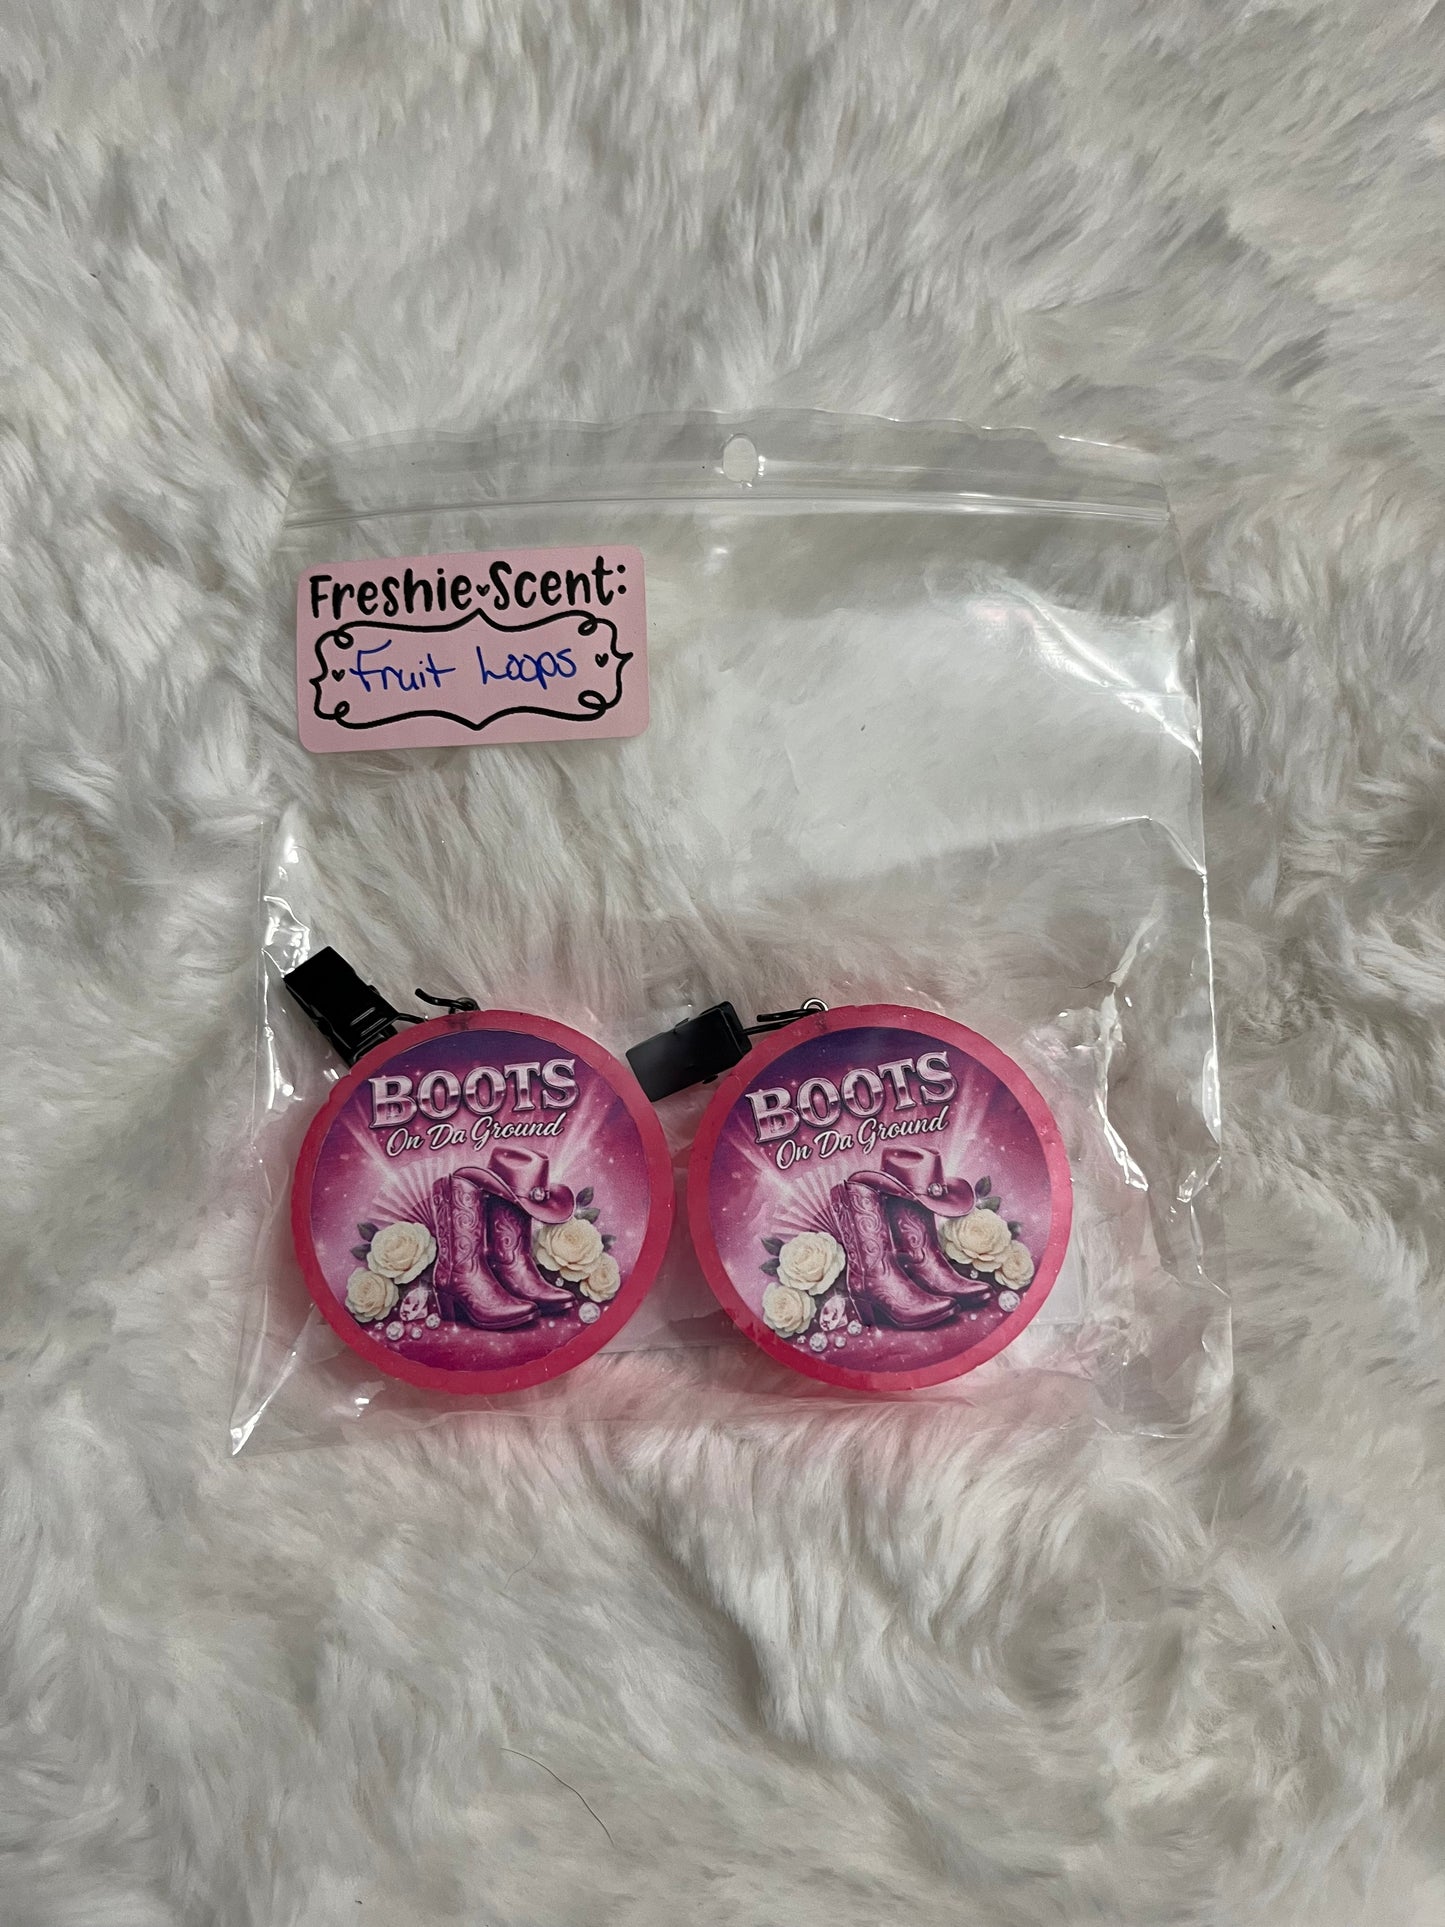 Freshie Scent:
Fruit Loops
BOOTS
On Da Ground
BOOTS
On Da Ground